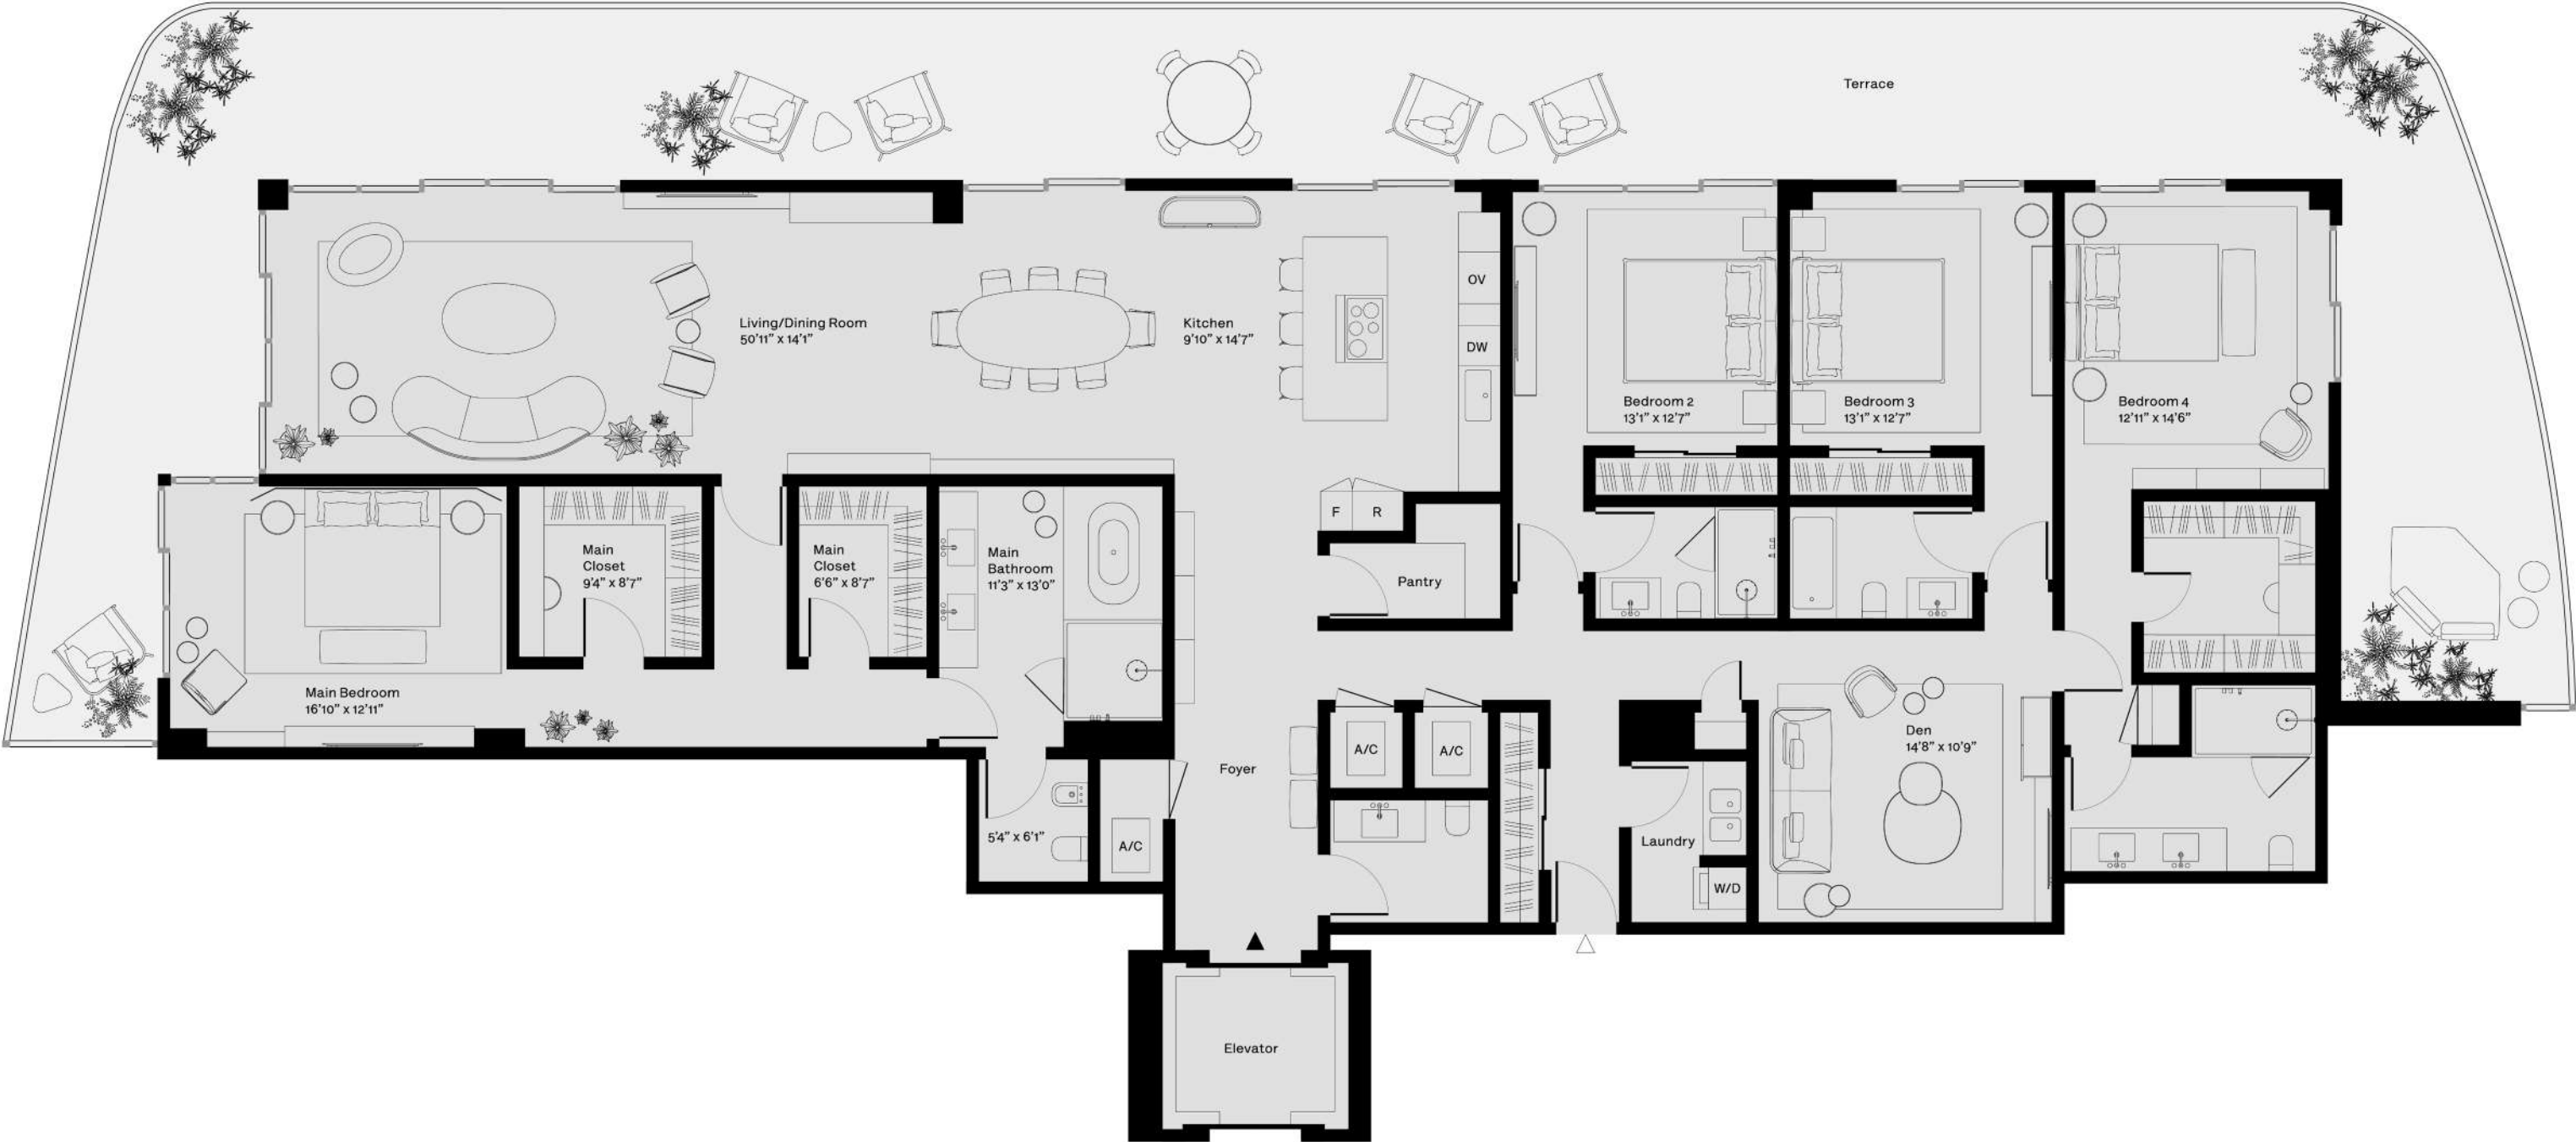 Terrace
Living/Dining Room
50'11" x 14'1"
Kitchen
9'10" x 14'7"
OV
DW
Bedroom 2
13'1" x 12'7"
Bedroom 3
13'1" x 12'7"
Bedroom 4
12'11" x 14'6"
F
R
Main
Closet
9'4" x 8'7"
Main
Closet
6'6" x 8'7"
Main
Bathroom
11'3" x 13'0"
Pantry
Main Bedroom
16'10" x 12'11"
A/C
A/C
Den
14'8" x 10'9"
Foyer
5'4" x 6'1"
A/C
Laundry
W/D
Elevator